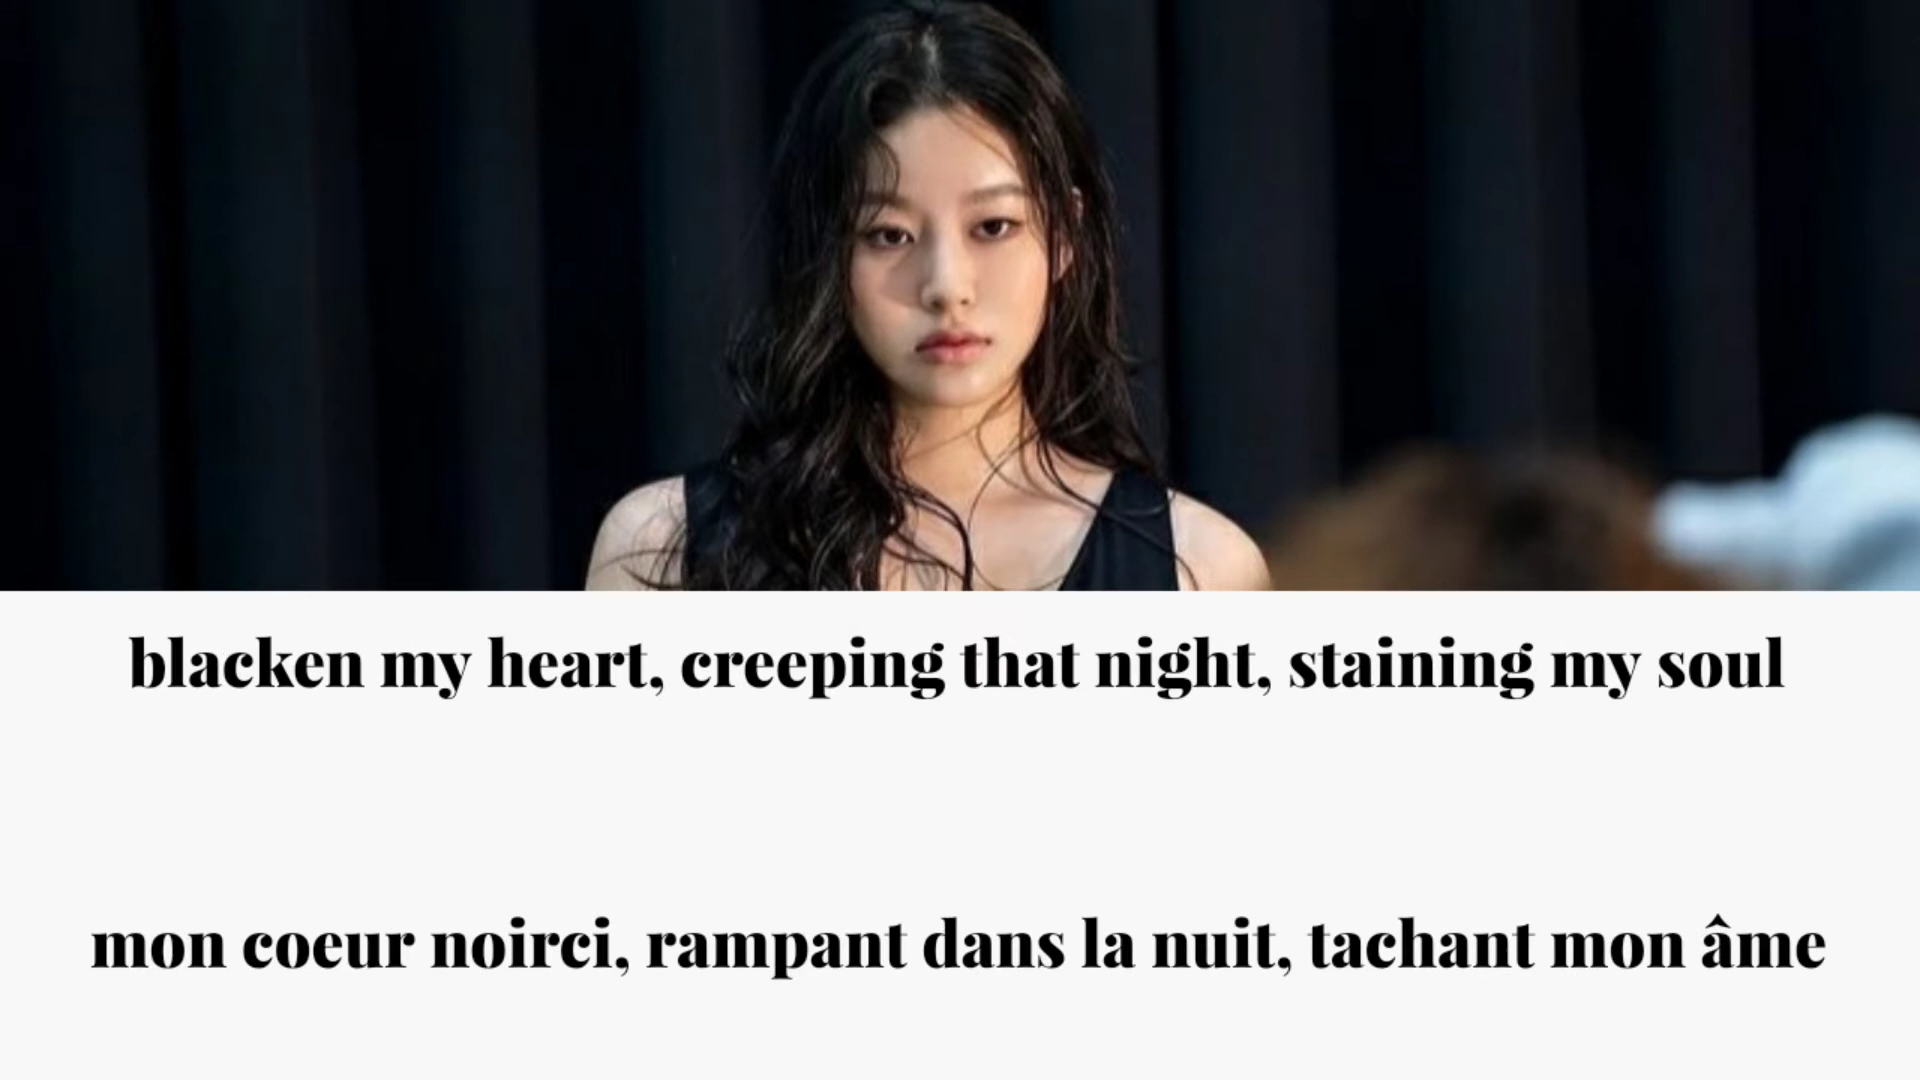 blacken my heart, creeping that night, staining my soul
mon coeur noirci, rampant dans la nuit, tachant mon âme